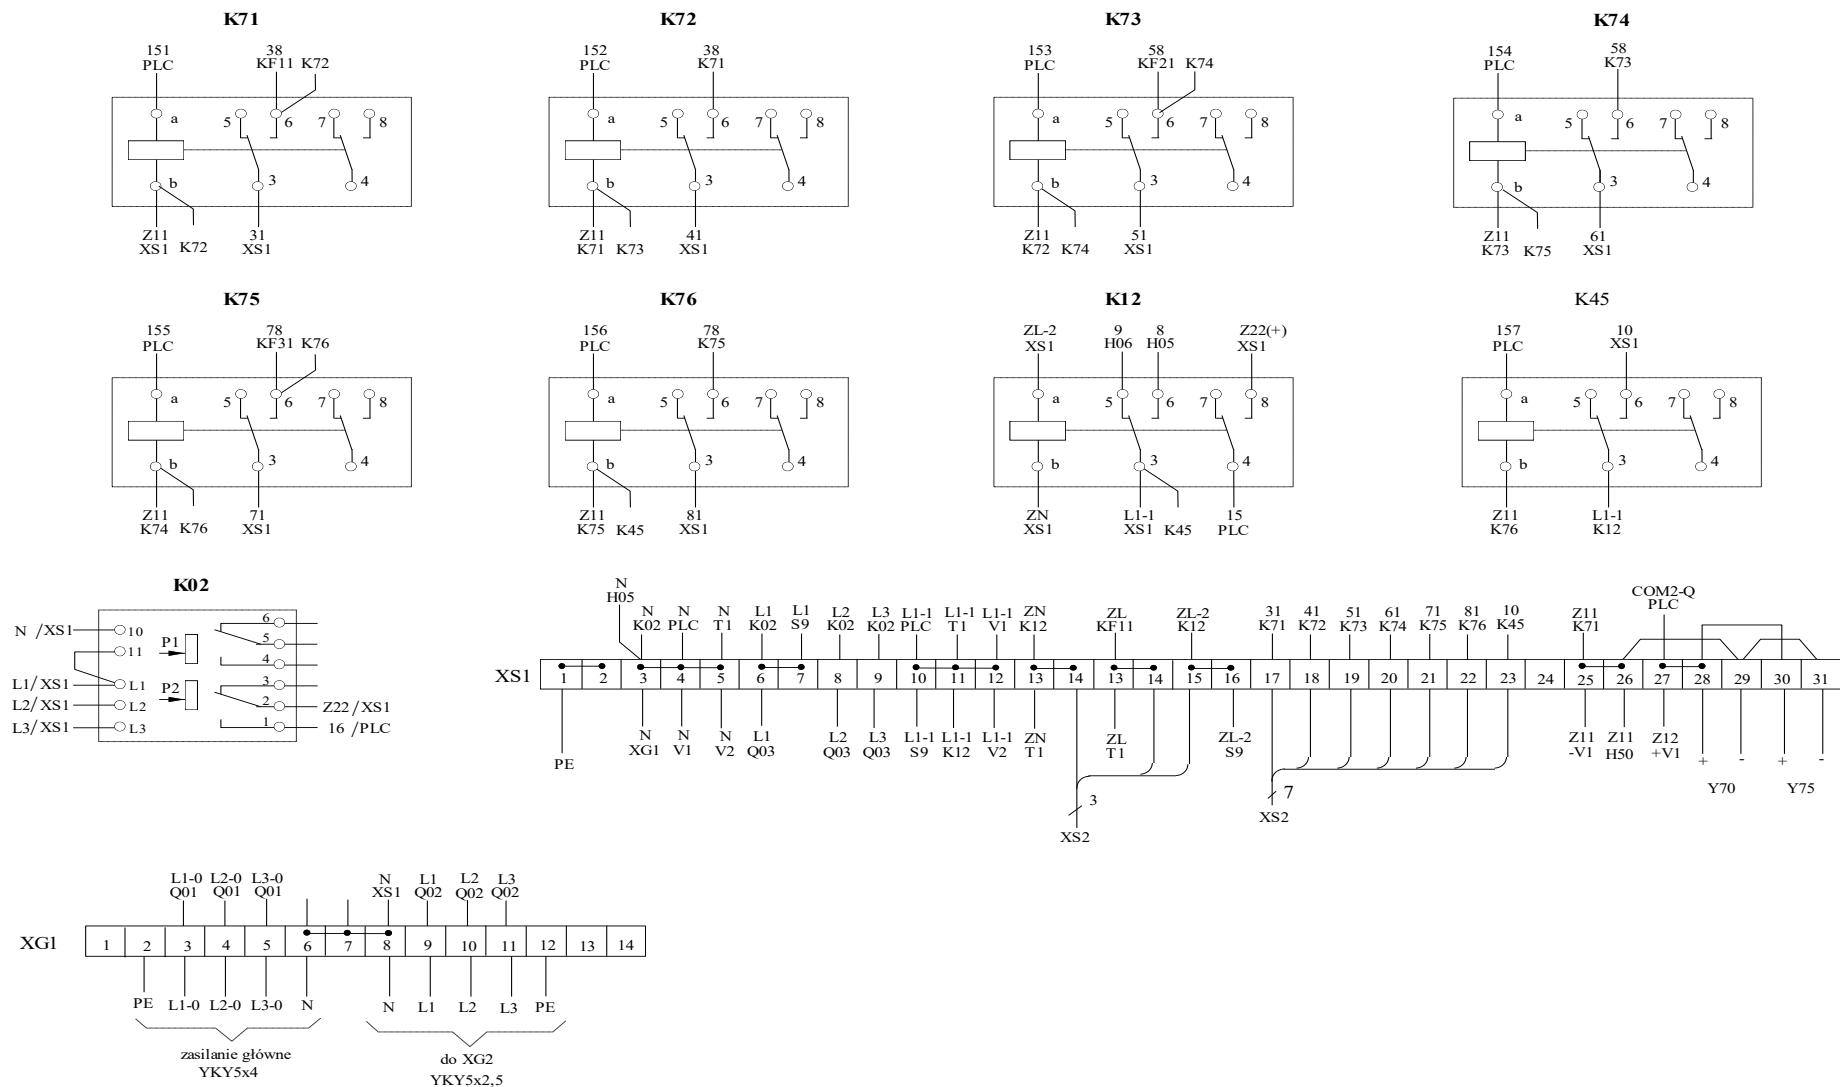 K71 K72 K73 K74
151 38 152 38 153 58 154 58
PLC KF11 K72 PLC K71 PLC KF21 K74 PLC K73
a 5 6 7 8 a 5 6 7 8 a 5 6 7 8 a 5 6 7 8
b 3 4 b 3 4 b 3 4 b 3 4
Z11 31 Z11 41 Z11 51 Z11 61
XS1 K72 XS1 K71 K73 XS1 K72 K74 XS1 K73 K75 XS1
K75 K76 K12 K45
155 78 156 78 ZL-2 9 8 Z22(+) 157 10
PLC KF31 K76 PLC K75 XS1 H06 H05 XS1 PLC XS1
a 5 6 7 8 a 5 6 7 8 a 5 6 7 8 a 5 6 7 8
b 3 4 b 3 4 b 3 4 b 3 4
Z11 71 Z11 81 ZN L1-1 15 Z11 L1-1
K74 K76 XS1 K75 K45 XS1 XS1 XS1 K45 PLC K76 K12
K02
N /XS1 10 P1 6
11 5
4
L1/XS1 L1 P2 3
L2/XS1 L2 2 Z22/XS1
L3/XS1 L3 1 16 /PLC
N COM2-Q
H05 PLC
N N N L1 L1 L2 L3 L1-1 L1-1 L1-1 ZN ZL ZL-2 31 41 51 61 71 81 10 Z11
K02 PLC T1 K02 S9 K02 K02 PLC T1 V1 K12 KF11 K12 K71 K72 K73 K74 K75 K76 K45 K71
XS1 1 2 3 4 5 6 7 8 9 10 11 12 13 14 13 14 15 16 17 18 19 20 21 22 23 24 25 26 27 28 29 30 31
PE N N N L1 L2 L3 L1-1 L1-1 L1-1 ZN ZL ZL-2 Z11 Z11 Z12 + - + -
XG1 V1 V2 Q03 Q03 Q03 S9 K12 V2 T1 T1 S9 -V1 H50 +V1 Y70 Y75
3 7
XS2 XS2
L1-0 L2-0 L3-0 N L1 L2 L3
Q01 Q01 Q01 XS1 Q02 Q02 Q02
XG1 1 2 3 4 5 6 7 8 9 10 11 12 13 14
PE L1-0 L2-0 L3-0 N N L1 L2 L3 PE
zasilanie główne do XG2
YKY5x4 YKY5x2,5